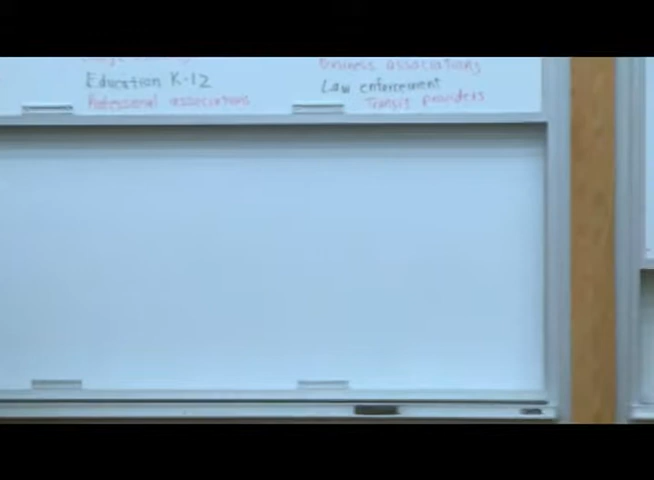 Business associations
Education K-12
Law enforcement
Professional associations
Transit providers